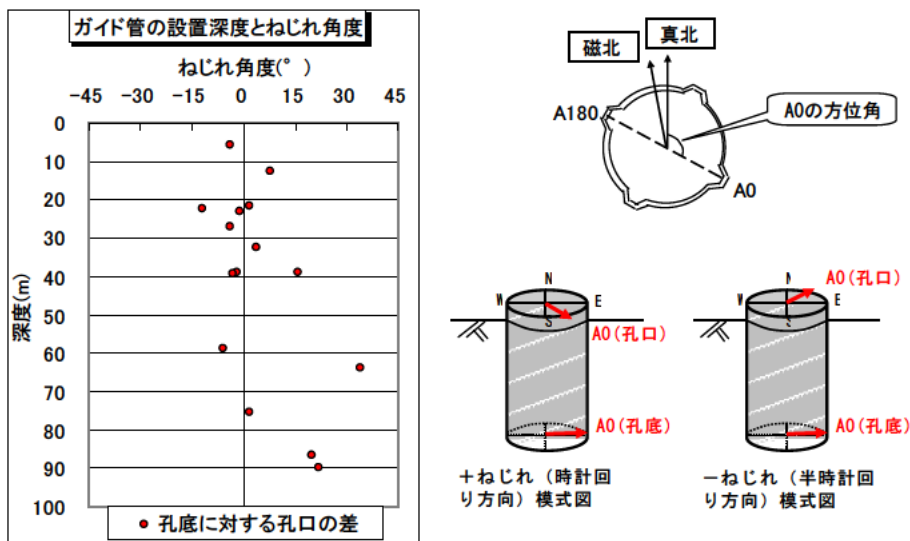 ガイド管の設置深度とねじれ角度
ねじれ角度(°)
-45 -30 -15 0 15 30 45
0
10
20
30
40
50
60
70
80
90
100
深度(m)
孔底に対する孔口の差
磁北
真北
A180
A0の方位角
A0
N
W
E
S
A0(孔口)
A0(孔底)
+ねじれ(時計回
り方向)模式図
N
A0(孔口)
W
E
S
A0(孔底)
-ねじれ(半時計回
り方向)模式図